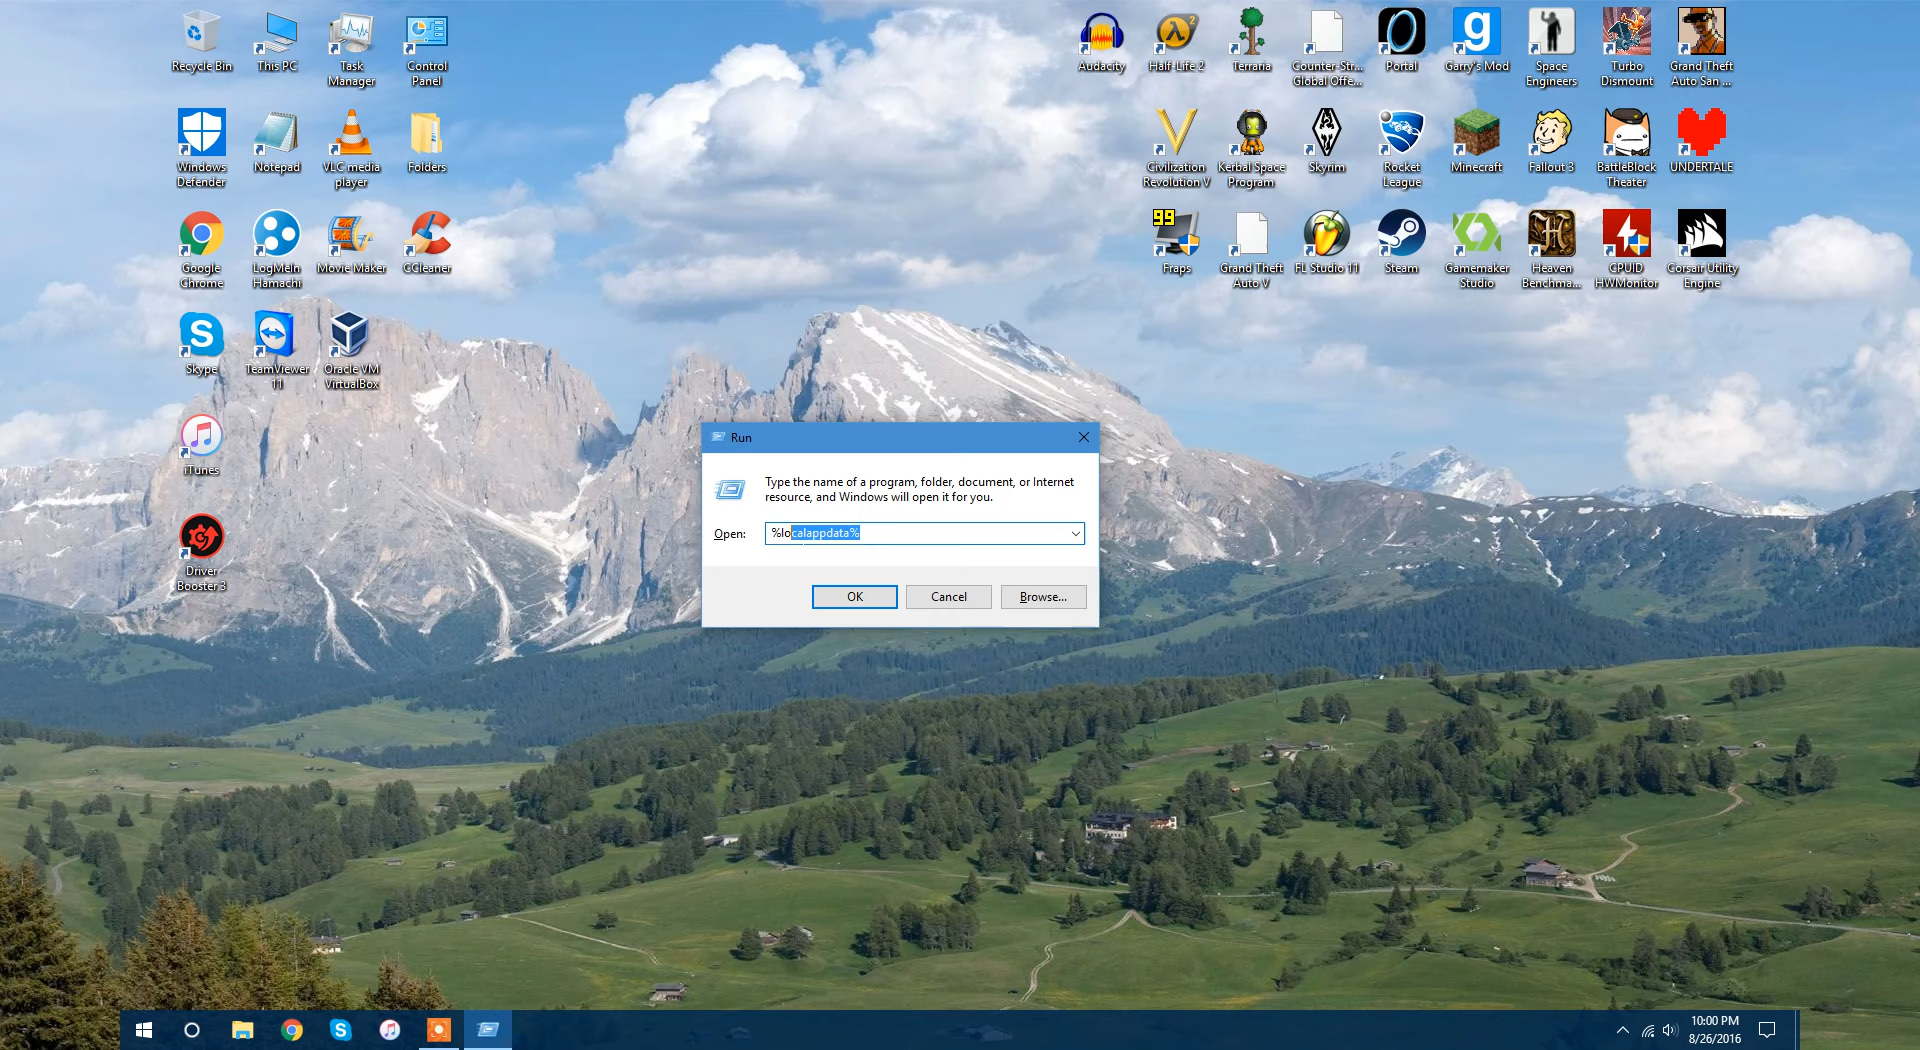 Recycle Bin
This PC
Task
Manager
Control
Panel
Audacity
Half-Life 2
Terraria
Counter-Str...
Global Offe...
Portal
Garry's Mod
Space
Engineers
Turbo
Dismount
Grand Theft
Auto San ...
Windows
Defender
Notepad
VLC media
player
Folders
Civilization
Revolution V
Kerbal Space
Program
Skyrim
Rocket
League
Minecraft
Fallout 3
BattleBlock
Theater
UNDERTALE
Google
Chrome
LogMeIn
Hamachi
Movie Maker
CCleaner
99
Fraps
Grand Theft
Auto V
FL Studio 11
Steam
Gamemaker
Studio
Heaven
Benchma...
CPUID
HWMonitor
Corsair Utility
Engine
Skype
TeamViewer
11
Oracle VM
VirtualBox
iTunes
Driver
Booster 3
Run
Type the name of a program, folder, document, or Internet
resource, and Windows will open it for you.
Open: %localappdata%
OK
Cancel
Browse...
10:00 PM
8/26/2016